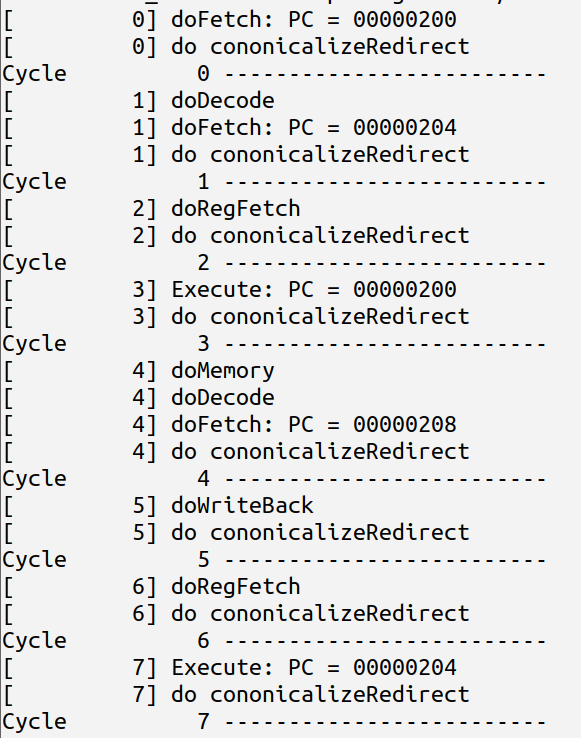 [         0] doFetch: PC = 00000200
[         0] do cononicalizeRedirect
Cycle          0 -------------------------
[         1] doDecode
[         1] doFetch: PC = 00000204
[         1] do cononicalizeRedirect
Cycle          1 -------------------------
[         2] doRegFetch
[         2] do cononicalizeRedirect
Cycle          2 -------------------------
[         3] Execute: PC = 00000200
[         3] do cononicalizeRedirect
Cycle          3 -------------------------
[         4] doMemory
[         4] doDecode
[         4] doFetch: PC = 00000208
[         4] do cononicalizeRedirect
Cycle          4 -------------------------
[         5] doWriteBack
[         5] do cononicalizeRedirect
Cycle          5 -------------------------
[         6] doRegFetch
[         6] do cononicalizeRedirect
Cycle          6 -------------------------
[         7] Execute: PC = 00000204
[         7] do cononicalizeRedirect
Cycle          7 -------------------------